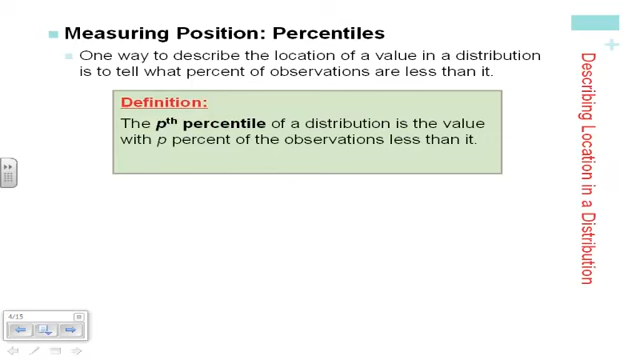 Measuring Position: Percentiles
One way to describe the location of a value in a distribution
is to tell what percent of observations are less than it.
Definition:
The pth percentile of a distribution is the value
with p percent of the observations less than it.
Describing Location in a Distribution
+
4/15